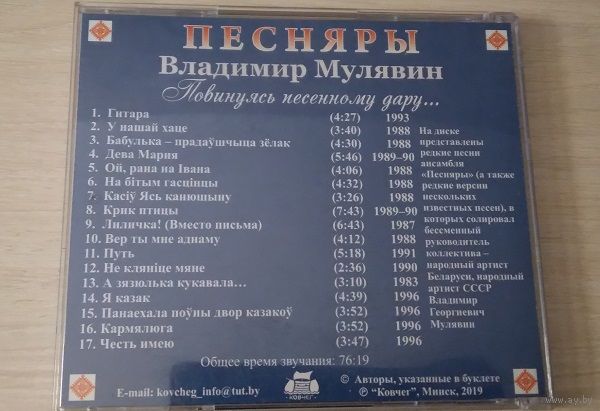 ПЕСНЯРЫ
Владимир Мулявин
Повинуясь песенному дару...
1. Гитара (4:27) 1993
2. У нашай хаце (3:40) 1988
3. Бабулька – прадаўшчыца зёлак (4:30) 1988
4. Дева Мария (5:46) 1989–90
5. Ой, рана на Івана (4:06) 1988
6. На бітым гасцінцы (4:32) 1988
7. Касіў Ясь канюшыну (3:26) 1988
8. Крик птицы (7:43) 1989–90
9. Лиличка! (Вместо письма) (6:43) 1987
10. Вер ты мне аднаму (4:12) 1988
11. Путь (5:18) 1991
12. Не кляніце мяне (2:36) 1990
13. А зязюлька кукавала… (3:10) 1983
14. Я казак (4:39) 1996
15. Панаехала поўны двор казакоў (3:52) 1996
16. Кармялюга (3:52) 1996
17. Честь имею (3:47) 1996
На диске
представлены
редкие песни
ансамбля
«Песняры» (а также
редкие версии
нескольких
известных песен), в
которых солировал
бессменный
руководитель
коллектива –
народный артист
Беларуси, народный
артист СССР
Владимир
Георгиевич
Мулявин
Общее время звучания: 76:19
E-mail: kovcheg_info@tut.by
КОВЧЕГ
© Авторы, указанные в буклете
℗ “Ковчег”, Минск, 2019
www.ay.by